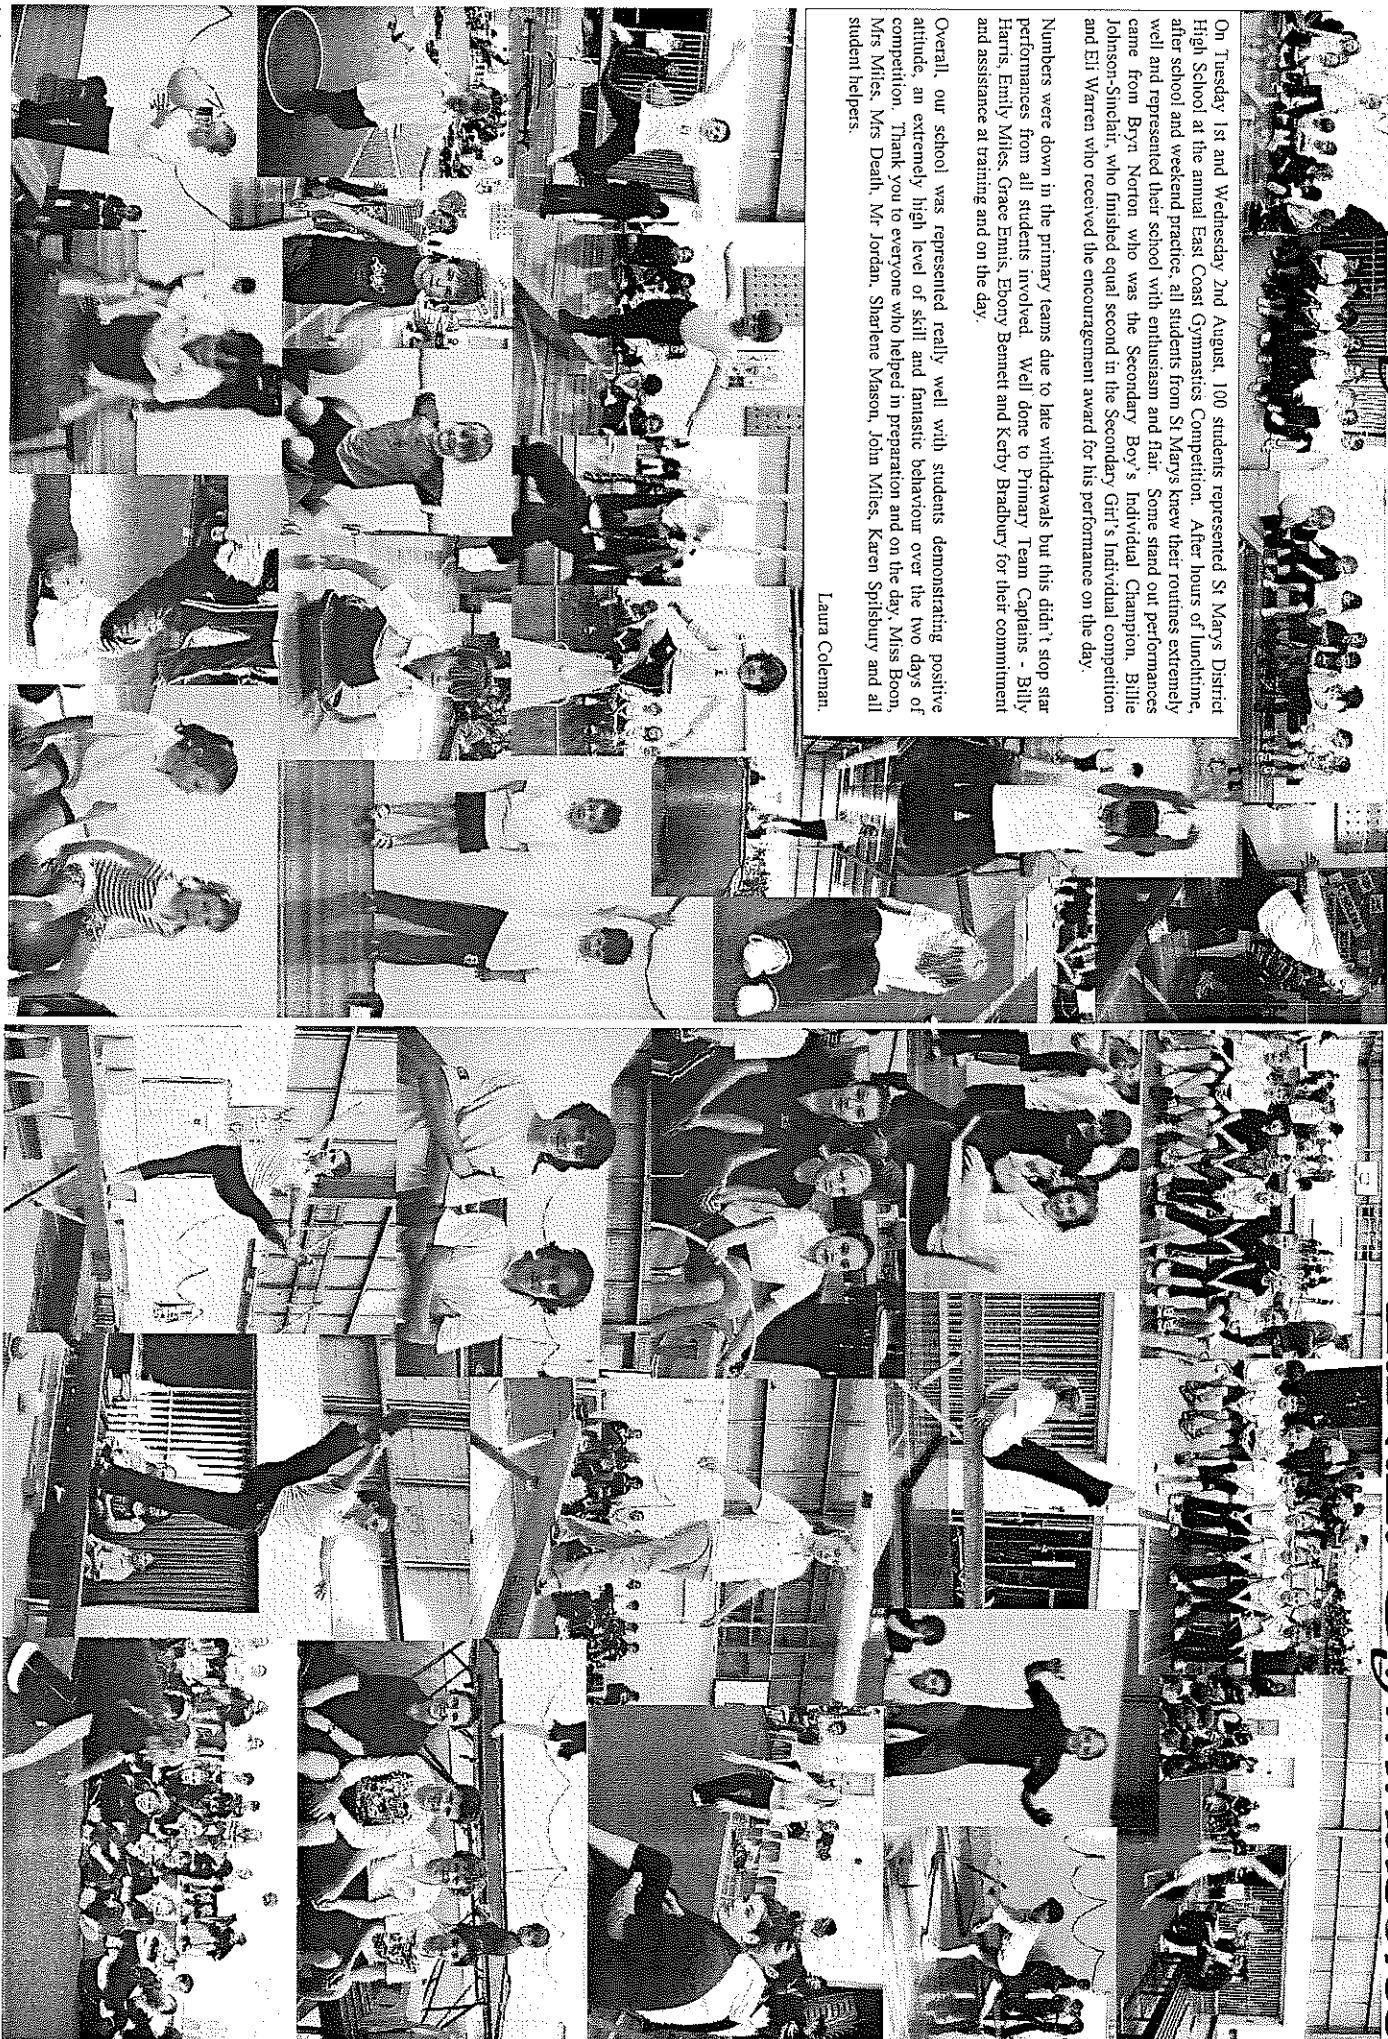 On Tuesday 1st and Wednesday 2nd August, 100 students represented St Marys District
High School at the annual East Coast Gymnastics Competition. After hours of lunchtime,
after school and weekend practice, all students from St Marys knew their routines extremely
well and represented their school with enthusiasm and flair. Some stand out performances
came from Bryn Norton who was the Secondary Boy's Individual Champion, Billie
Johnson-Sinclair, who finished equal second in the Secondary Girl's Individual competition
and Eli Warren who received the encouragement award for his performance on the day.
Numbers were down in the primary teams due to late withdrawals but this didn't stop star
performances from all students involved. Well done to Primary Team Captains - Billy
Harris, Emily Miles, Grace Ennis, Ebony Bennett and Kerby Bradbury for their commitment
and assistance at training and on the day.
Overall, our school was represented really well with students demonstrating positive
attitude, an extremely high level of skill and fantastic behaviour over the two days of
competition. Thank you to everyone who helped in preparation and on the day, Miss Boon,
Mrs Miles, Mrs Death, Mr Jordan, Sharlene Mason, John Miles, Karen Spilsbury and all
student helpers.
Laura Coleman.